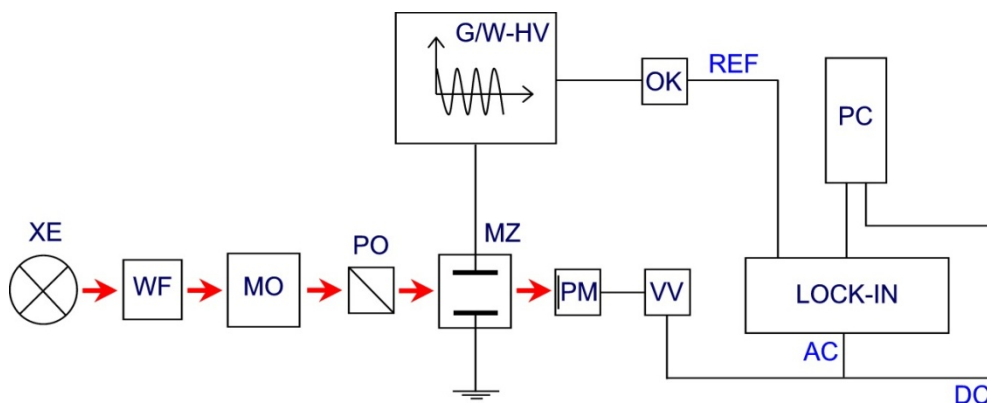 G/W-HV
OK
REF
PC
XE
WF
MO
PO
MZ
PM
VV
LOCK-IN
AC
DC